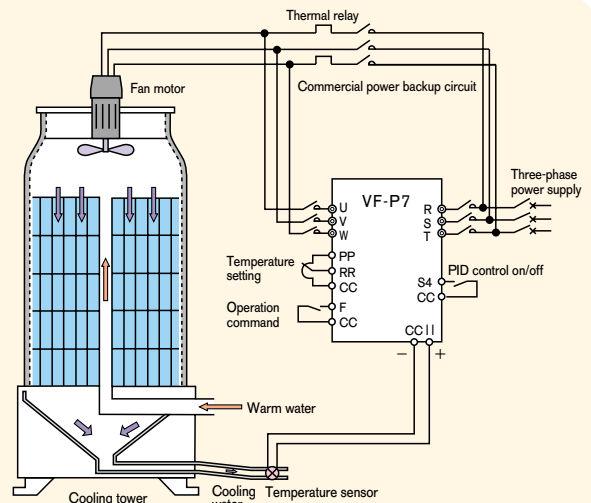 Thermal relay
Fan motor
Commercial power backup circuit
Three-phase
power supply
VF-P7
U
V
W
R
S
T
Temperature
setting
PP
RR
CC
PID control on/off
S4
CC
Operation
command
F
CC
CC II
− +
Warm water
Cooling tower
Cooling
water
Temperature sensor